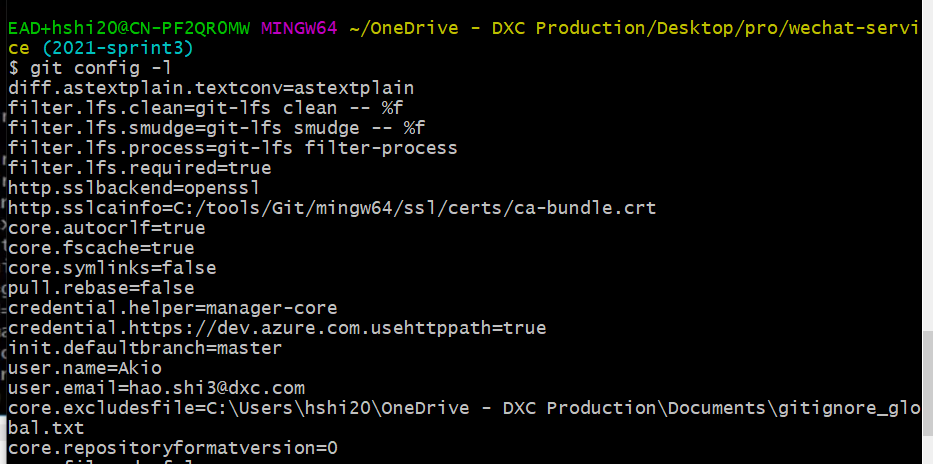 EAD+hshi20@CN-PF2QR0MW MINGW64 ~/OneDrive - DXC Production/Desktop/pro/wechat-servi
ce (2021-sprint3)
$ git config -l
diff.astextplain.textconv=astextplain
filter.lfs.clean=git-lfs clean -- %f
filter.lfs.smudge=git-lfs smudge -- %f
filter.lfs.process=git-lfs filter-process
filter.lfs.required=true
http.sslbackend=openssl
http.sslcainfo=C:/tools/Git/mingw64/ssl/certs/ca-bundle.crt
core.autocrlf=true
core.fscache=true
core.symlinks=false
pull.rebase=false
credential.helper=manager-core
credential.https://dev.azure.com.usehttppath=true
init.defaultbranch=master
user.name=Akio
user.email=hao.shi3@dxc.com
core.excludesfile=C:\Users\hshi20\OneDrive - DXC Production\Documents\gitignore_glo
bal.txt
core.repositoryformatversion=0